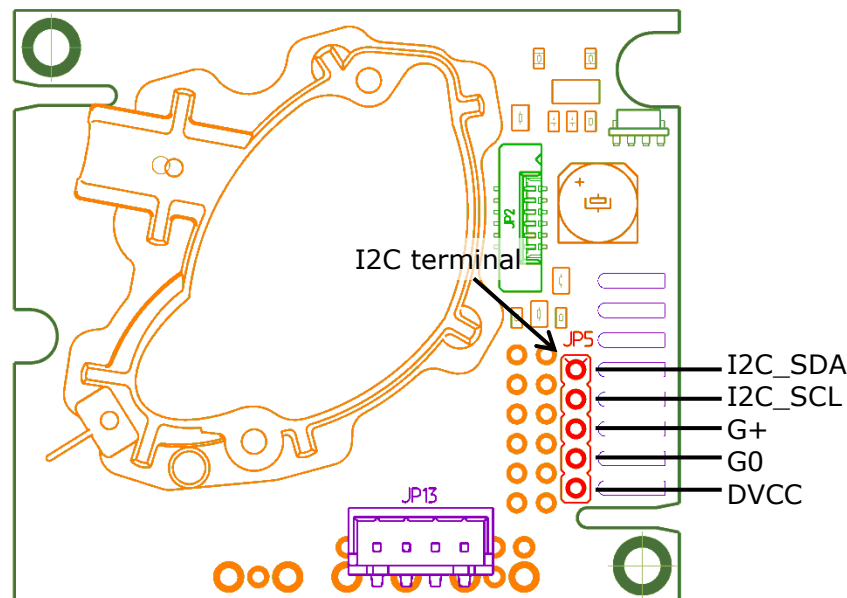 JP2
I2C terminal
JP5
I2C_SDA
I2C_SCL
G+
G0
DVCC
JP13
+